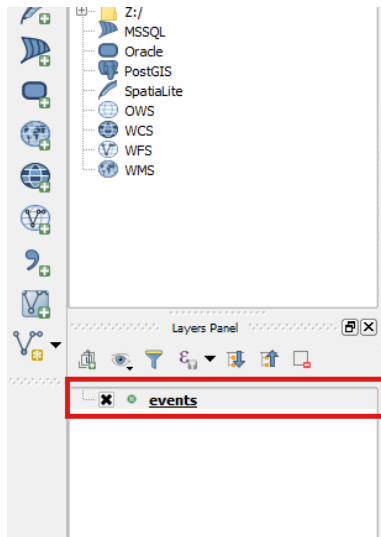 Z:/
MSSQL
Oracle
PostGIS
SpatiaLite
OWS
WCS
WFS
WMS
Layers Panel
events